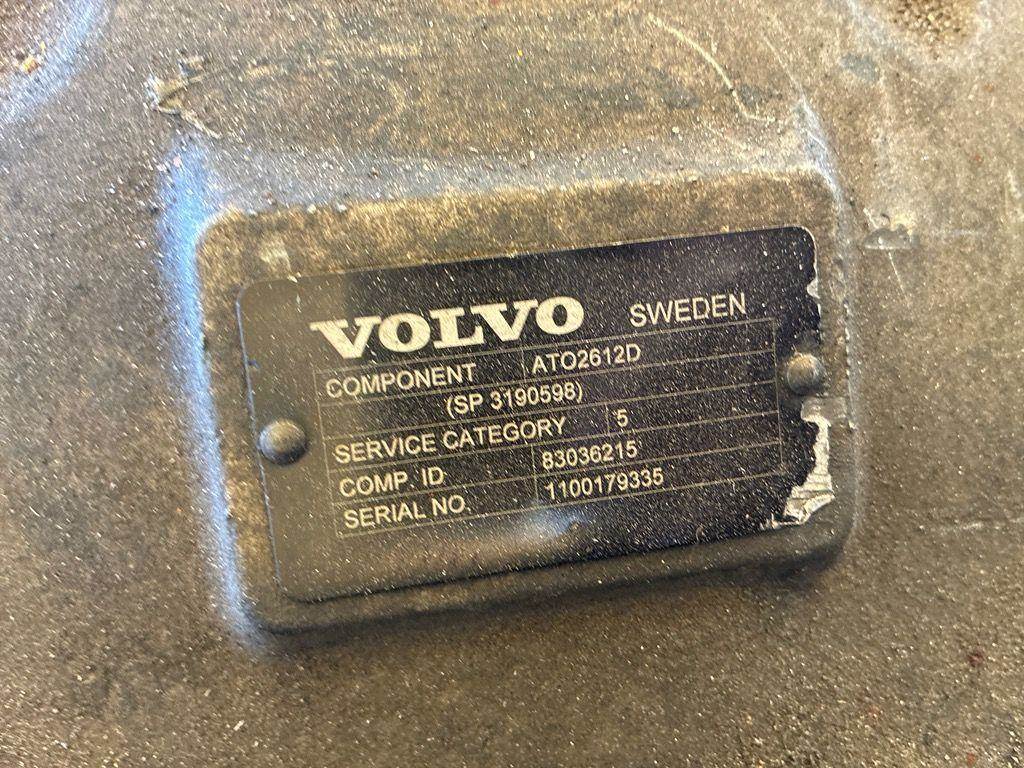 VOLVO SWEDEN
COMPONENT ATO2612D
(SP 3190598)
SERVICE CATEGORY 5
COMP. ID 83036215
SERIAL NO. 1100179335